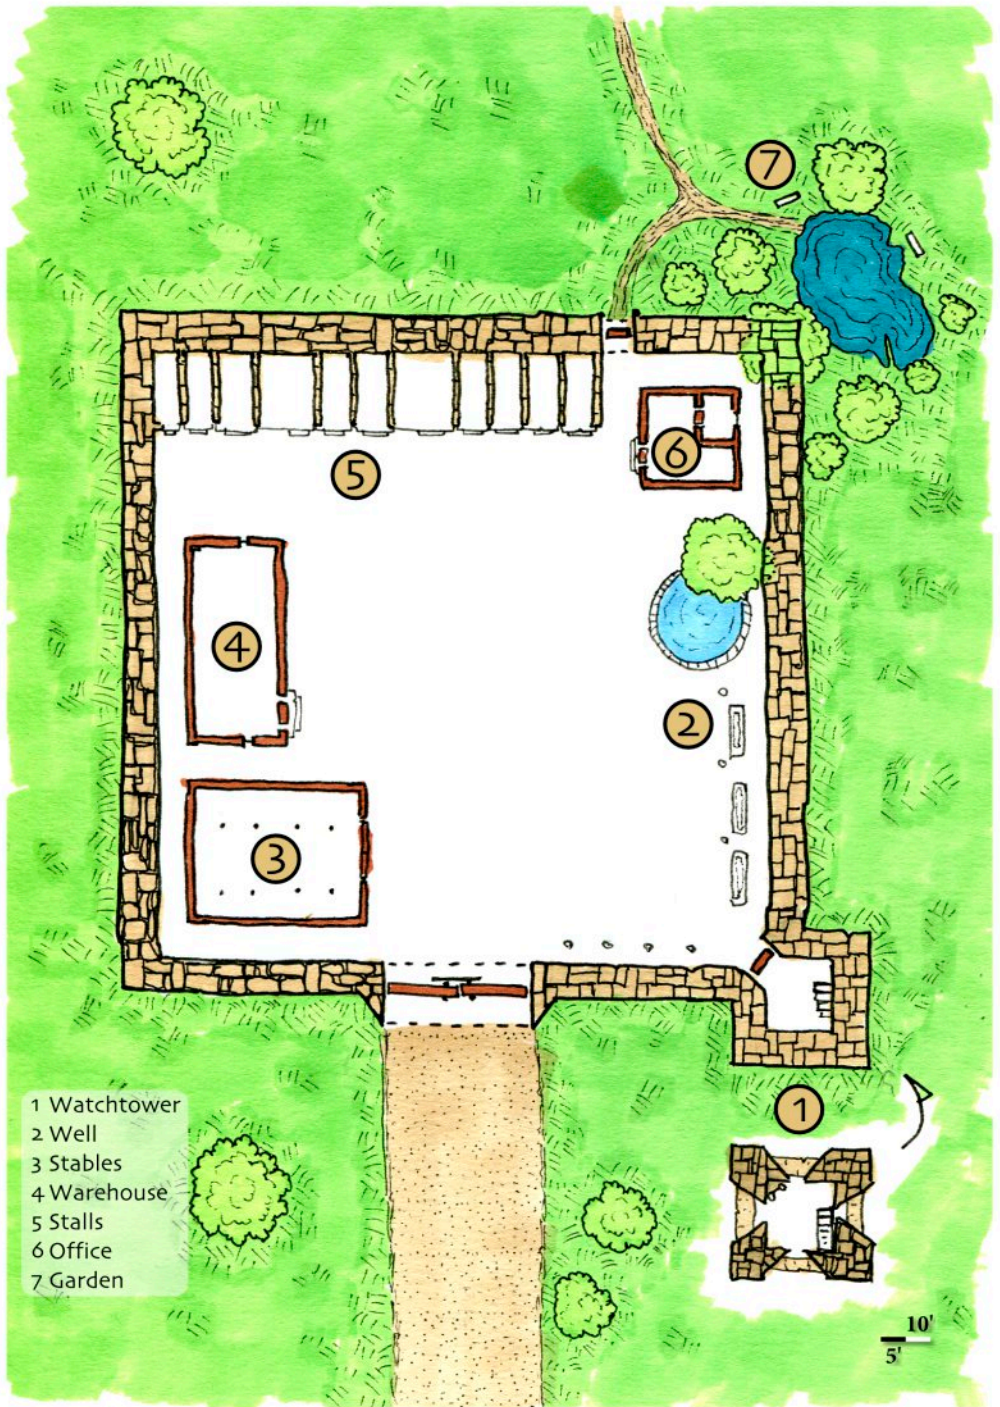 7
5
6
4
2
3
1
1 Watchtower
2 Well
3 Stables
4 Warehouse
5 Stalls
6 Office
7 Garden
10'
5'